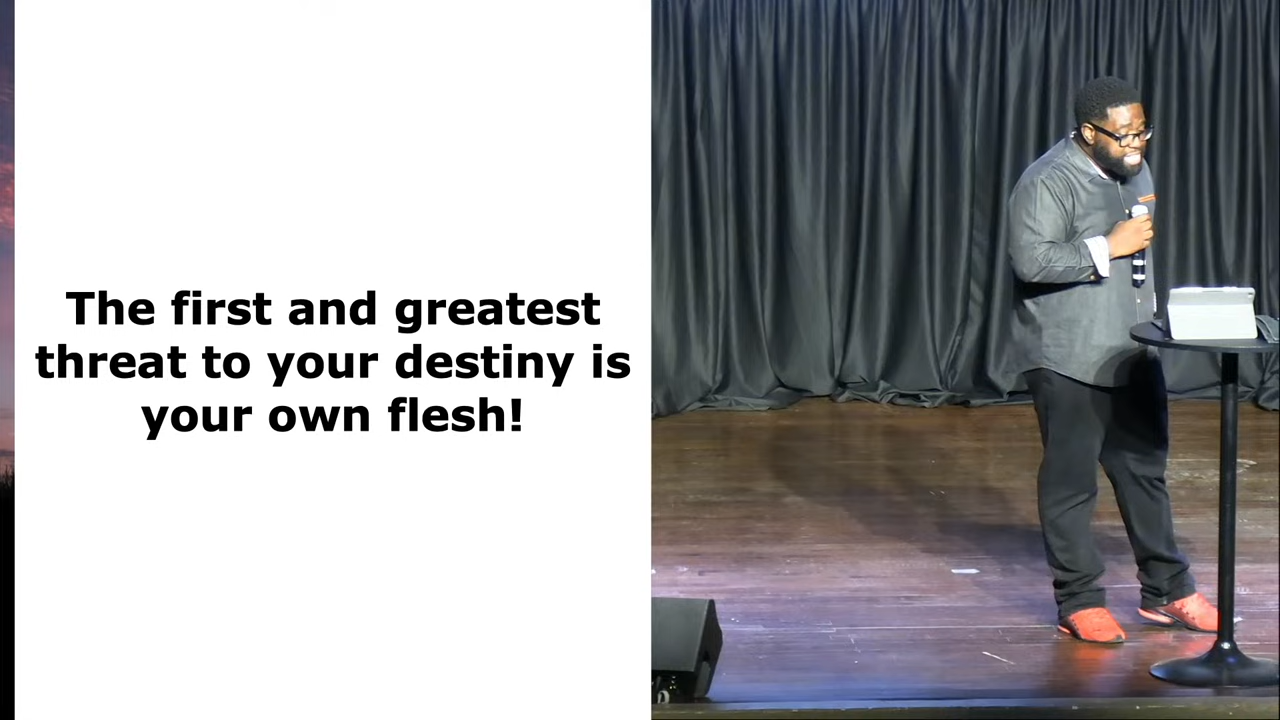 The first and greatest
threat to your destiny is
your own flesh!